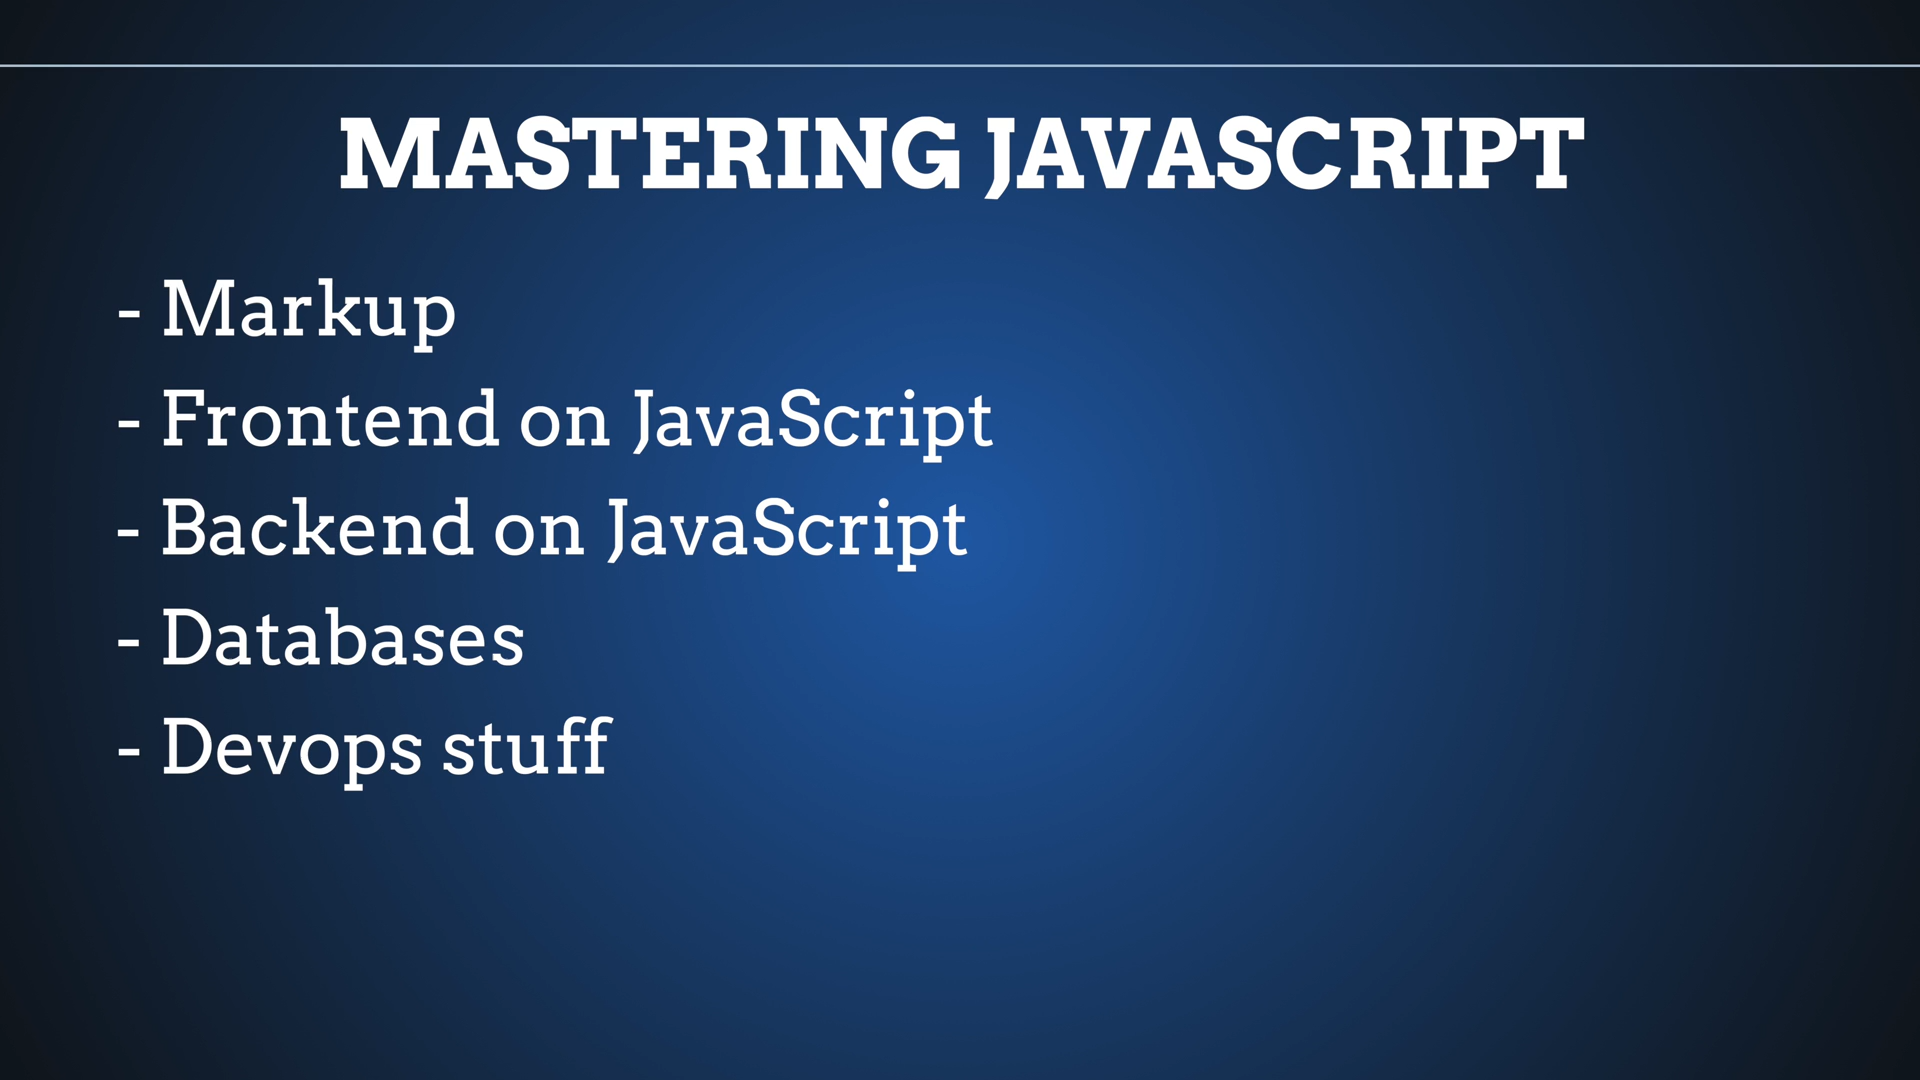 MASTERING JAVASCRIPT
- Markup
- Frontend on JavaScript
- Backend on JavaScript
- Databases
- Devops stuff